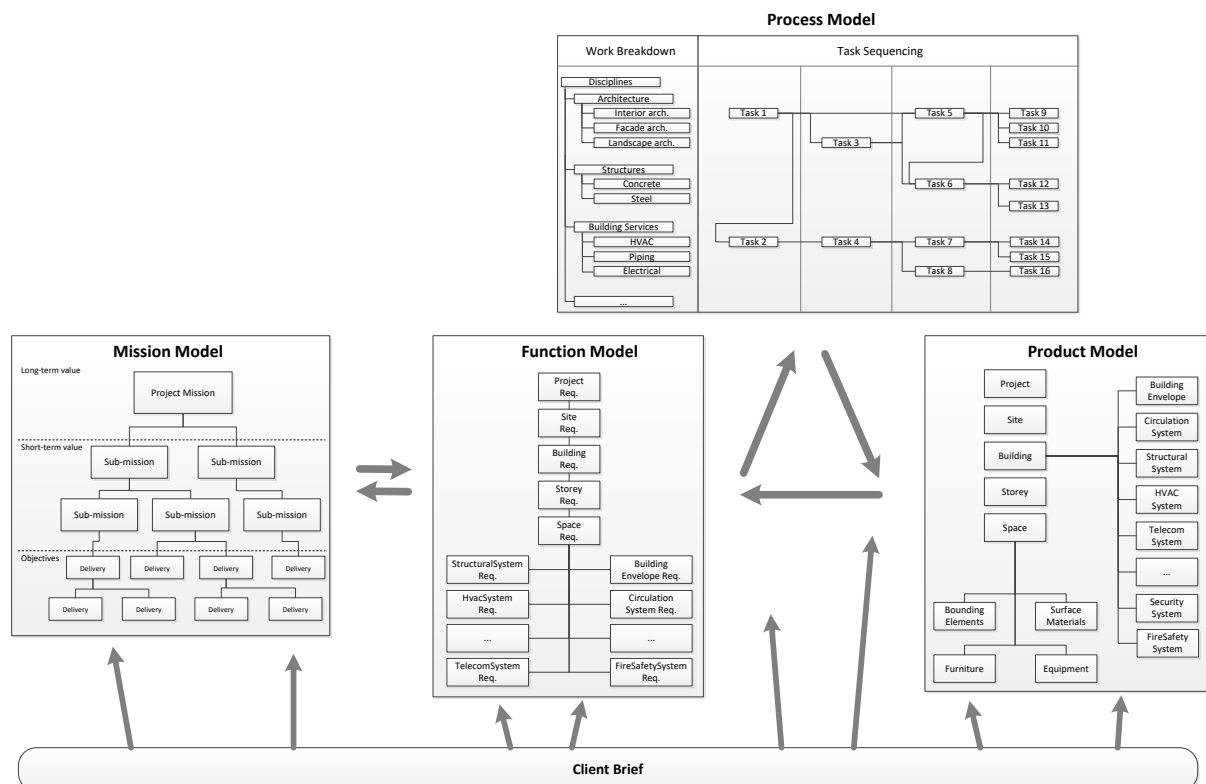 Process Model
Work Breakdown
Task Sequencing
Disciplines
Architecture
Interior arch.
Facade arch.
Landscape arch.
Structures
Concrete
Steel
Building Services
HVAC
Piping
Electrical
...
Task 1
Task 5
Task 9
Task 10
Task 3
Task 11
Task 6
Task 12
Task 13
Task 2
Task 4
Task 7
Task 14
Task 15
Task 8
Task 16
Mission Model
Long-term value
Project Mission
Short-term value
Sub-mission
Sub-mission
Sub-mission
Sub-mission
Sub-mission
Objectives
Delivery
Delivery
Delivery
Delivery
Delivery
Delivery
Delivery
Delivery
Function Model
Project
Req.
Site
Req.
Building
Req.
Storey
Req.
Space
Req.
StructuralSystem
Req.
Building
Envelope Req.
HvacSystem
Req.
Circulation
System Req.
...
...
TelecomSystem
Req.
FireSafetySystem
Req.
Product Model
Project
Site
Building
Storey
Space
Bounding
Elements
Surface
Materials
Furniture
Equipment
Building
Envelope
Circulation
System
Structural
System
HVAC
System
Telecom
System
...
Security
System
FireSafety
System
Client Brief